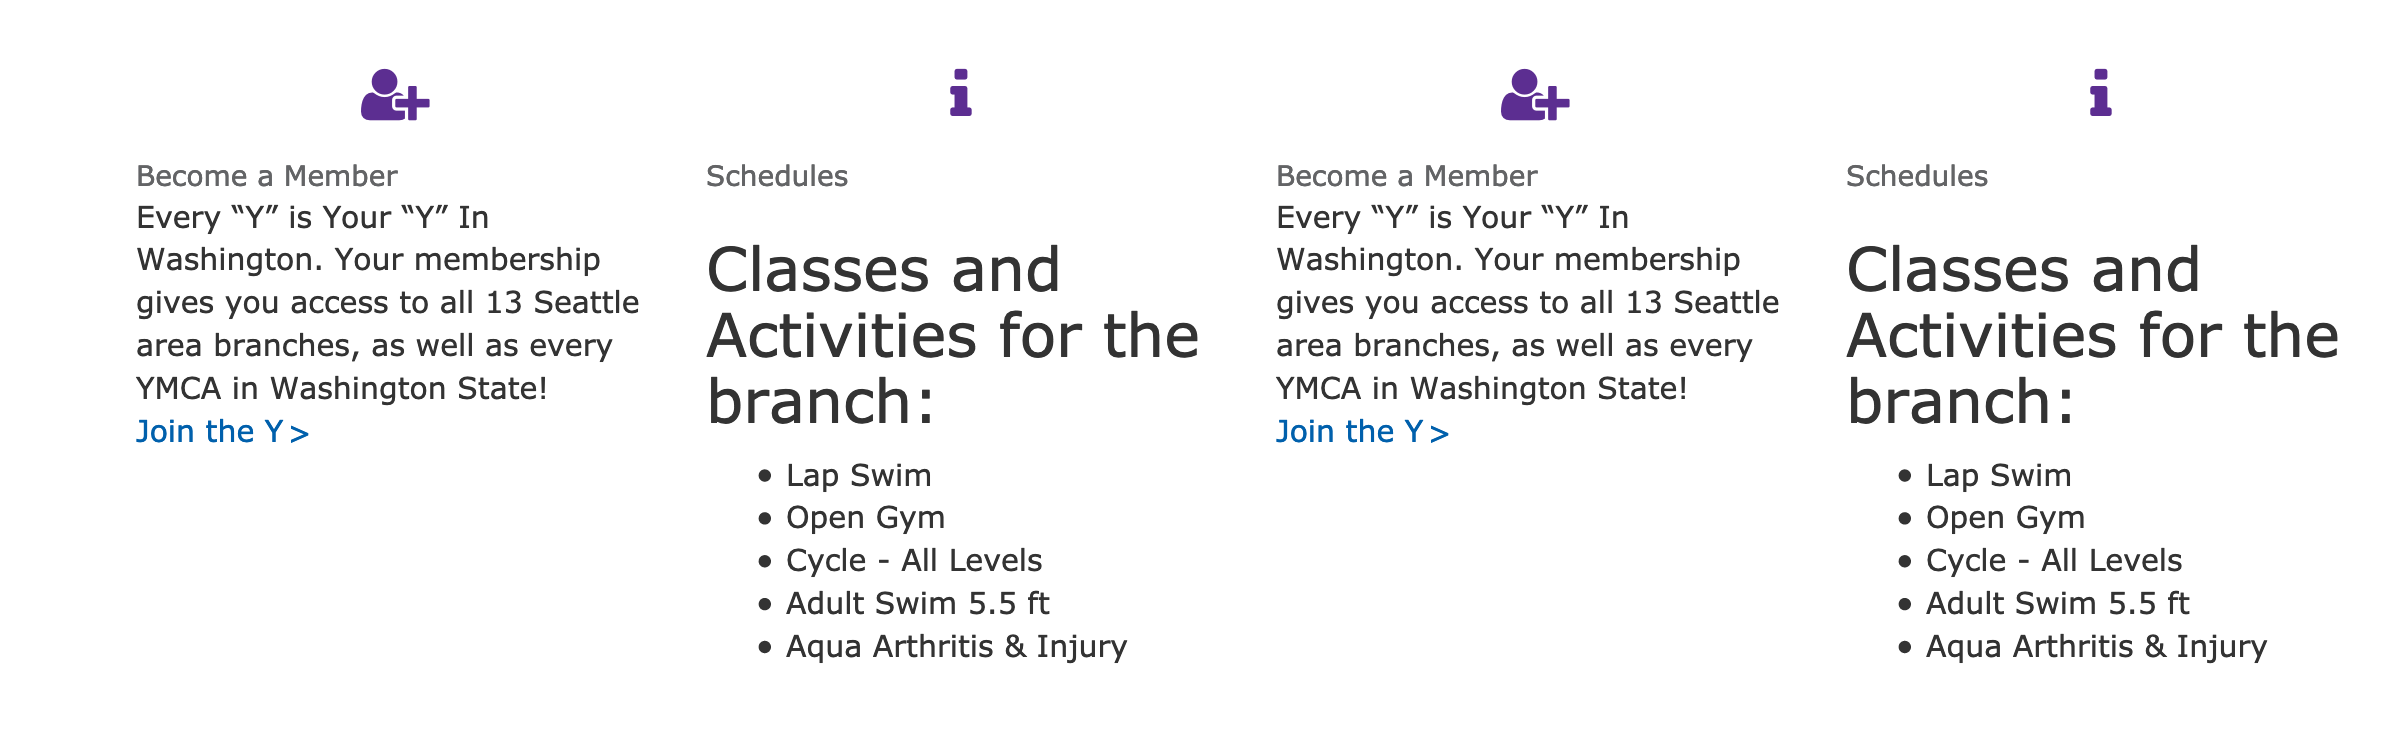 Become a Member
Every “Y” is Your “Y” In
Washington. Your membership
gives you access to all 13 Seattle
area branches, as well as every
YMCA in Washington State!
Join the Y >
Schedules
Classes and
Activities for the
branch:
• Lap Swim
• Open Gym
• Cycle - All Levels
• Adult Swim 5.5 ft
• Aqua Arthritis & Injury
Become a Member
Every “Y” is Your “Y” In
Washington. Your membership
gives you access to all 13 Seattle
area branches, as well as every
YMCA in Washington State!
Join the Y >
Schedules
Classes and
Activities for the
branch:
• Lap Swim
• Open Gym
• Cycle - All Levels
• Adult Swim 5.5 ft
• Aqua Arthritis & Injury